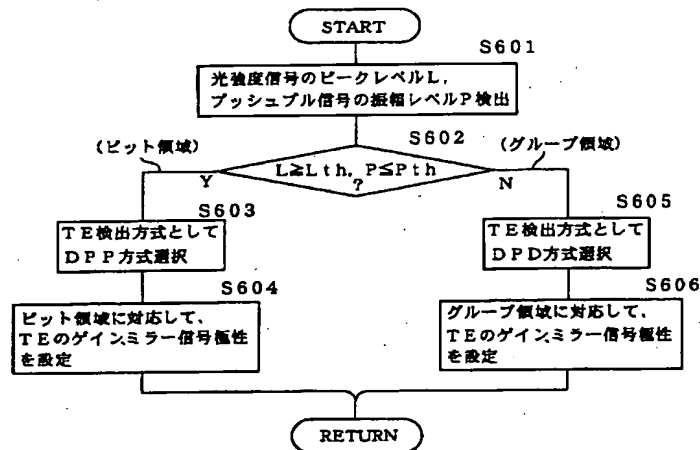 START
S601
光強度信号のピークレベルL,
プッシュプル信号の振幅レベルP検出
S602
(ピット領域)
(グルーブ領域)
L≧Lth, P≦Pth
?
Y
N
S603
TE検出方式として
DPP方式選択
S605
TE検出方式として
DPD方式選択
S604
ピット領域に対応して、
TEのゲイン、ミラー信号極性
を設定
S606
グルーブ領域に対応して、
TEのゲイン、ミラー信号極性
を設定
RETURN